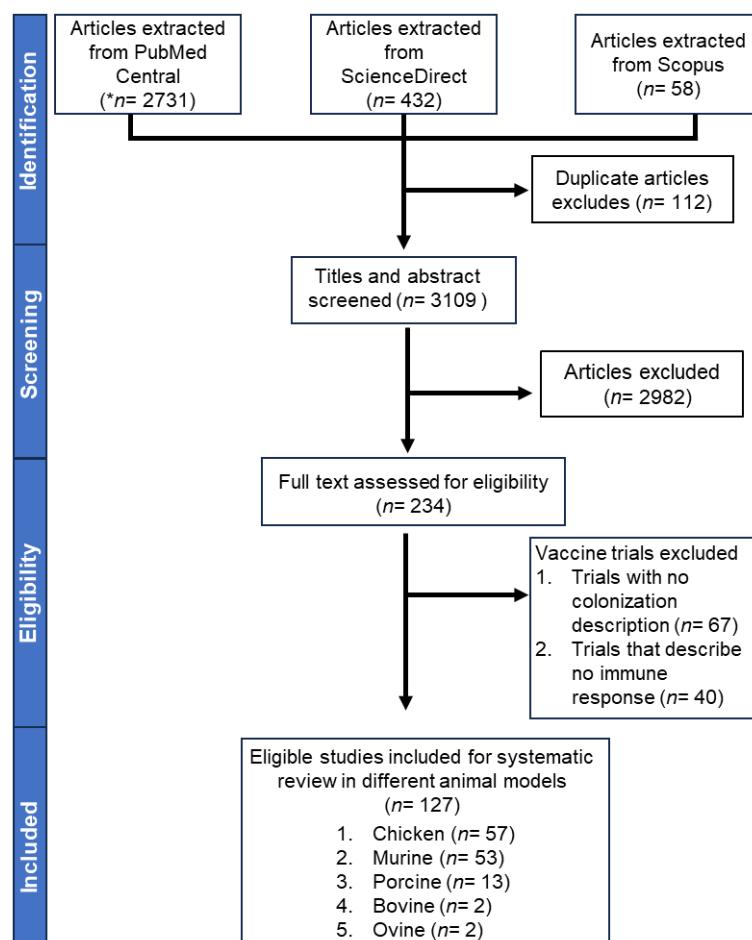 Identification
Articles extracted
from PubMed
Central
(*n= 2731)
Articles extracted
from
ScienceDirect
(n= 432)
Articles extracted
from Scopus
(n= 58)
Duplicate articles
excludes (n= 112)
Screening
Titles and abstract
screened (n= 3109 )
Articles excluded
(n= 2982)
Eligibility
Full text assessed for eligibility
(n= 234)
Vaccine trials excluded
1. Trials with no
colonization
description (n= 67)
2. Trials that describe
no immune
response (n= 40)
Included
Eligible studies included for systematic
review in different animal models
(n= 127)
1. Chicken (n= 57)
2. Murine (n= 53)
3. Porcine (n= 13)
4. Bovine (n= 2)
5. Ovine (n= 2)